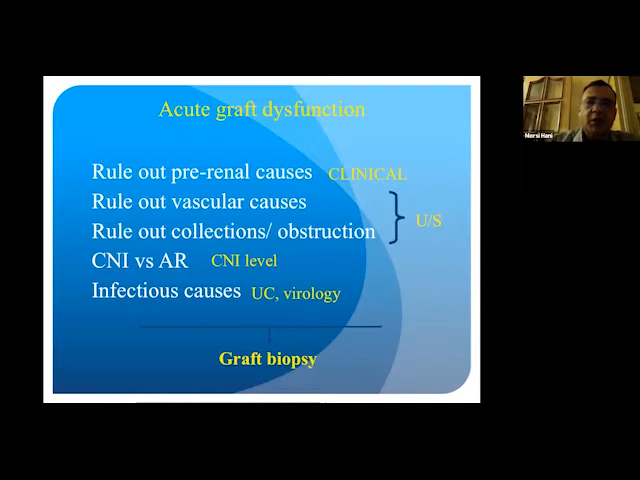 Acute graft dysfunction
Rule out pre-renal causes CLINICAL
Rule out vascular causes
Rule out collections/ obstruction
U/S
CNI vs AR CNI level
Infectious causes UC, virology
Graft biopsy
Morsi Hani